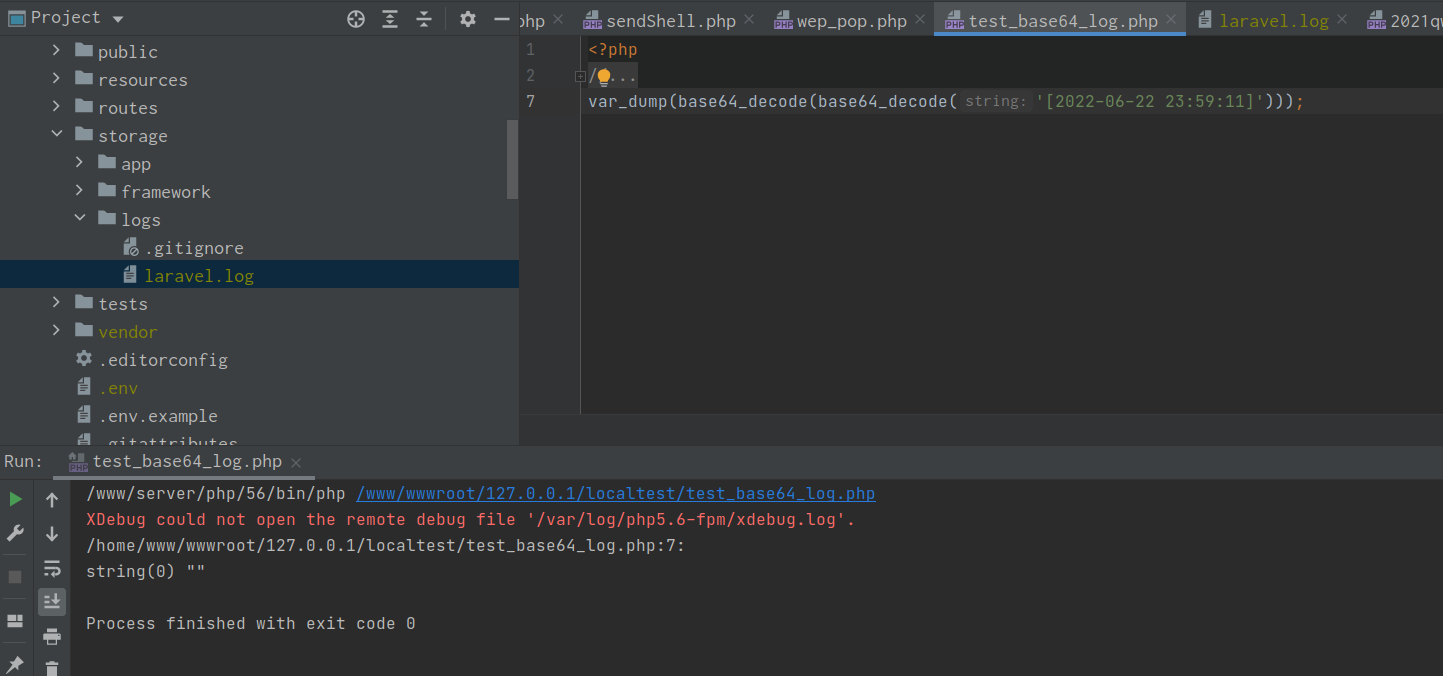 Project
public
resources
routes
storage
app
framework
logs
.gitignore
laravel.log
tests
vendor
.editorconfig
.env
.env.example
.gitattributes
php
sendShell.php
wep_pop.php
test_base64_log.php
laravel.log
2021qw
1 <?php
2 /...
7 var_dump(base64_decode(base64_decode( string: '[2022-06-22 23:59:11]')));
Run: test_base64_log.php
/www/server/php/56/bin/php /www/wwwroot/127.0.0.1/localtest/test_base64_log.php
XDebug could not open the remote debug file '/var/log/php5.6-fpm/xdebug.log'.
/home/www/wwwroot/127.0.0.1/localtest/test_base64_log.php:7:
string(0) ""
Process finished with exit code 0